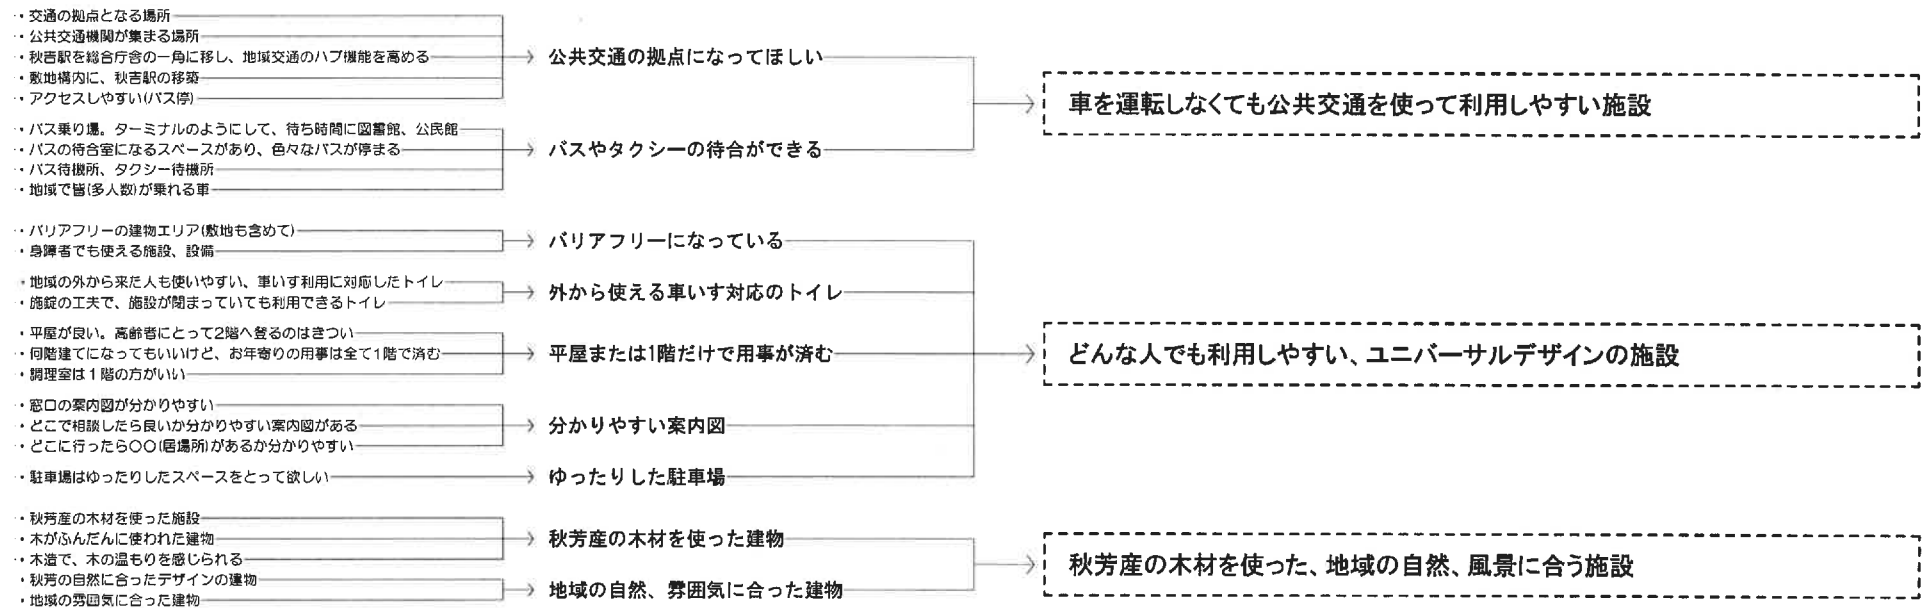 ・交通の拠点となる場所
・公共交通機関が集まる場所
・秋吉駅を総合庁舎の一角に移し、地域交通のハブ機能を高める
・敷地構内に、秋吉駅の移築
・アクセスしやすい(バス停)
公共交通の拠点になってほしい
・バス乗り場。ターミナルのようにして、待ち時間に図書館、公民館
・バスの待合室になるスペースがあり、色々なバスが停まる
・バス待機所、タクシー待機所
・地域で皆(多人数)が乗れる車
バスやタクシーの待合ができる
車を運転しなくても公共交通を使って利用しやすい施設
・バリアフリーの建物エリア(敷地も含めて)
・身障者でも使える施設、設備
バリアフリーになっている
・地域の外から来た人も使いやすい、車いす利用に対応したトイレ
・施錠の工夫で、施設が閉まっていても利用できるトイレ
外から使える車いす対応のトイレ
・平屋が良い。高齢者にとって2階へ登るのはきつい
・何階建てになってもいいけど、お年寄りの用事は全て1階で済む
・調理室は1階の方がいい
平屋または1階だけで用事が済む
・窓口の案内図が分かりやすい
・どこで相談したら良いか分かりやすい案内図がある
・どこに行ったら〇〇(居場所)があるか分かりやすい
分かりやすい案内図
・駐車場はゆったりしたスペースをとって欲しい
ゆったりした駐車場
どんな人でも利用しやすい、ユニバーサルデザインの施設
・秋芳産の木材を使った施設
・木がふんだんに使われた建物
・木造で、木の温もりを感じられる
秋芳産の木材を使った建物
・秋芳の自然に合ったデザインの建物
・地域の雰囲気に合った建物
地域の自然、雰囲気に合った建物
秋芳産の木材を使った、地域の自然、風景に合う施設